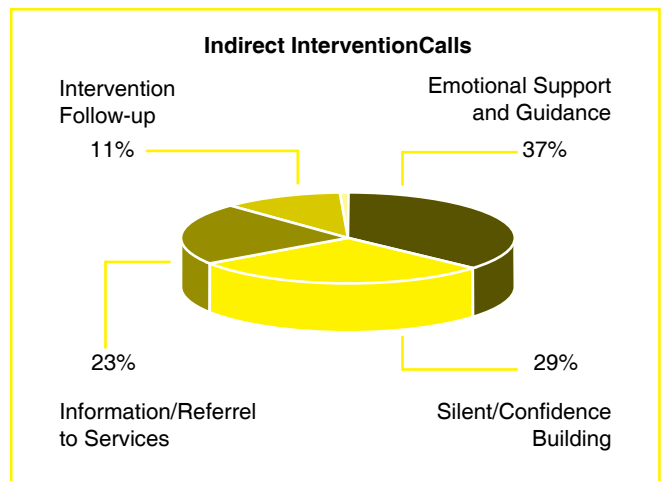 Indirect InterventionCalls
Intervention
Follow-up
11%
Emotional Support
and Guidance
37%
23%
Information/Referrel
to Services
29%
Silent/Confidence
Building